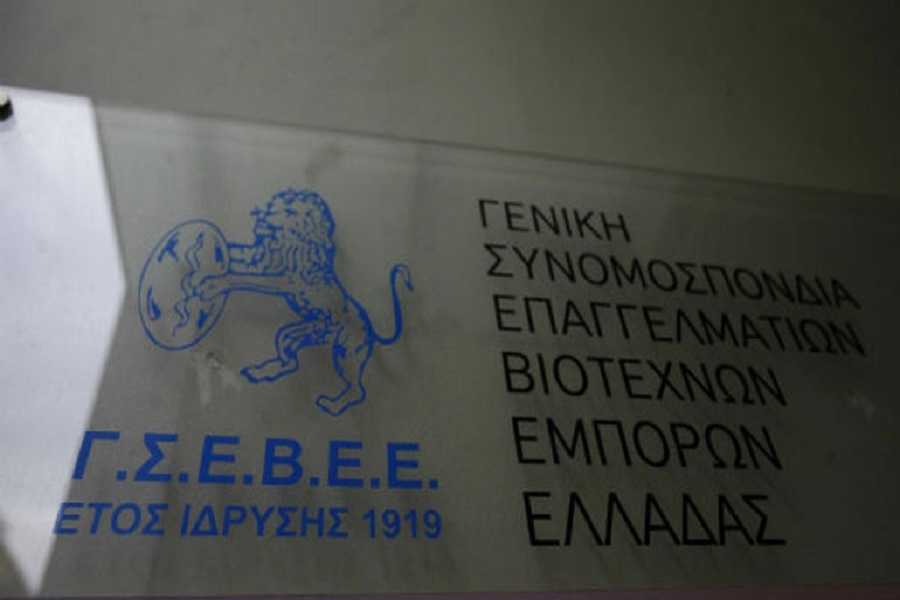 Γ.Σ.Ε.Β.Ε.Ε.
ΕΤΟΣ ΙΔΡΥΣΗΣ 1919
ΓΕΝΙΚΗ
ΣΥΝΟΜΟΣΠΟΝΔΙΑ
ΕΠΑΓΓΕΛΜΑΤΙΩΝ
ΒΙΟΤΕΧΝΩΝ
ΕΜΠΟΡΩΝ
ΕΛΛΑΔΑΣ